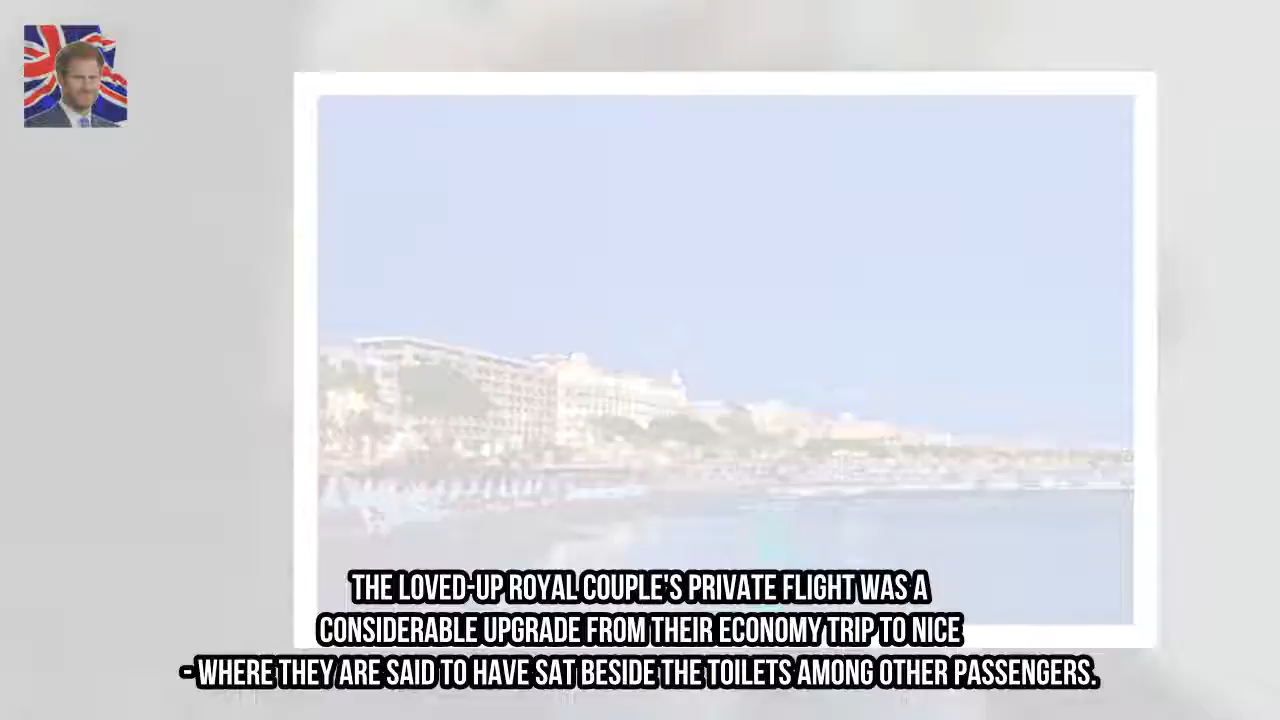 THE LOVED-UP ROYAL COUPLE'S PRIVATE FLIGHT WAS A
CONSIDERABLE UPGRADE FROM THEIR ECONOMY TRIP TO NICE
- WHERE THEY ARE SAID TO HAVE SAT BESIDE THE TOILETS AMONG OTHER PASSENGERS.